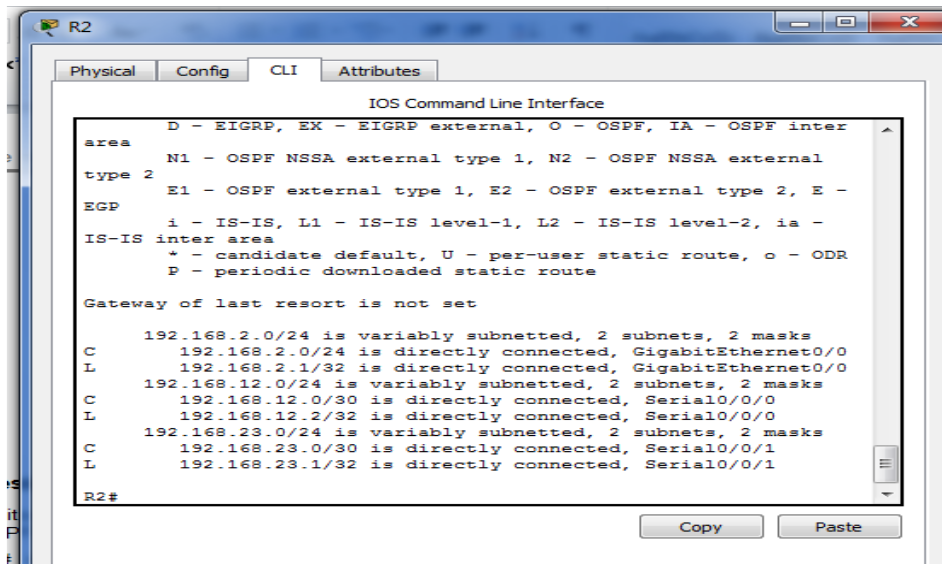 R2
Physical Config CLI Attributes
IOS Command Line Interface
D - EIGRP, EX - EIGRP external, O - OSPF, IA - OSPF inter
area
N1 - OSPF NSSA external type 1, N2 - OSPF NSSA external
type 2
E1 - OSPF external type 1, E2 - OSPF external type 2, E -
EGP
i - IS-IS, L1 - IS-IS level-1, L2 - IS-IS level-2, ia -
IS-IS inter area
* - candidate default, U - per-user static route, o - ODR
P - periodic downloaded static route
Gateway of last resort is not set
192.168.2.0/24 is variably subnetted, 2 subnets, 2 masks
C 192.168.2.0/24 is directly connected, GigabitEthernet0/0
L 192.168.2.1/32 is directly connected, GigabitEthernet0/0
192.168.12.0/24 is variably subnetted, 2 subnets, 2 masks
C 192.168.12.0/30 is directly connected, Serial0/0/0
L 192.168.12.2/32 is directly connected, Serial0/0/0
192.168.23.0/24 is variably subnetted, 2 subnets, 2 masks
C 192.168.23.0/30 is directly connected, Serial0/0/1
L 192.168.23.1/32 is directly connected, Serial0/0/1
R2#
Copy Paste